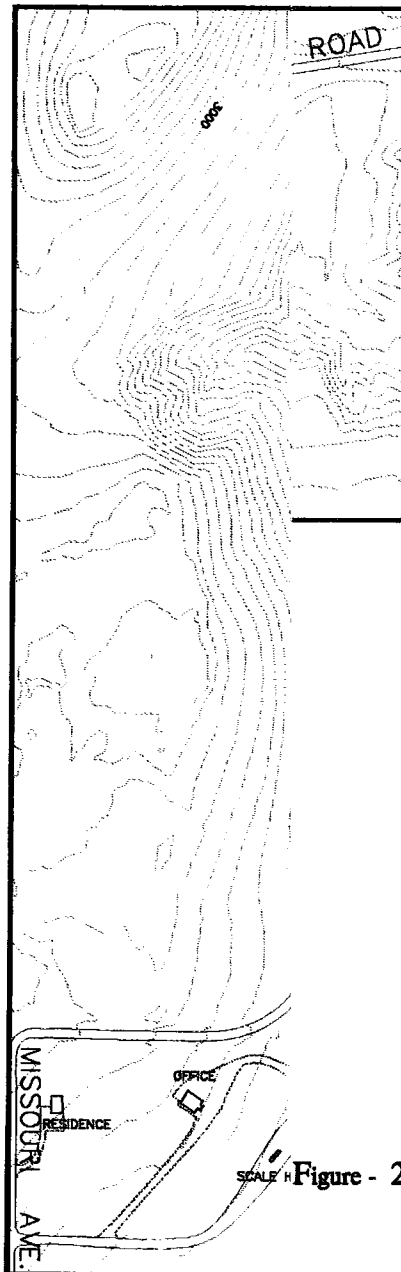 ROAD
3000
OFFICE
RESIDENCE
MISSOURI AVE.
SCALE H
Figure - 2